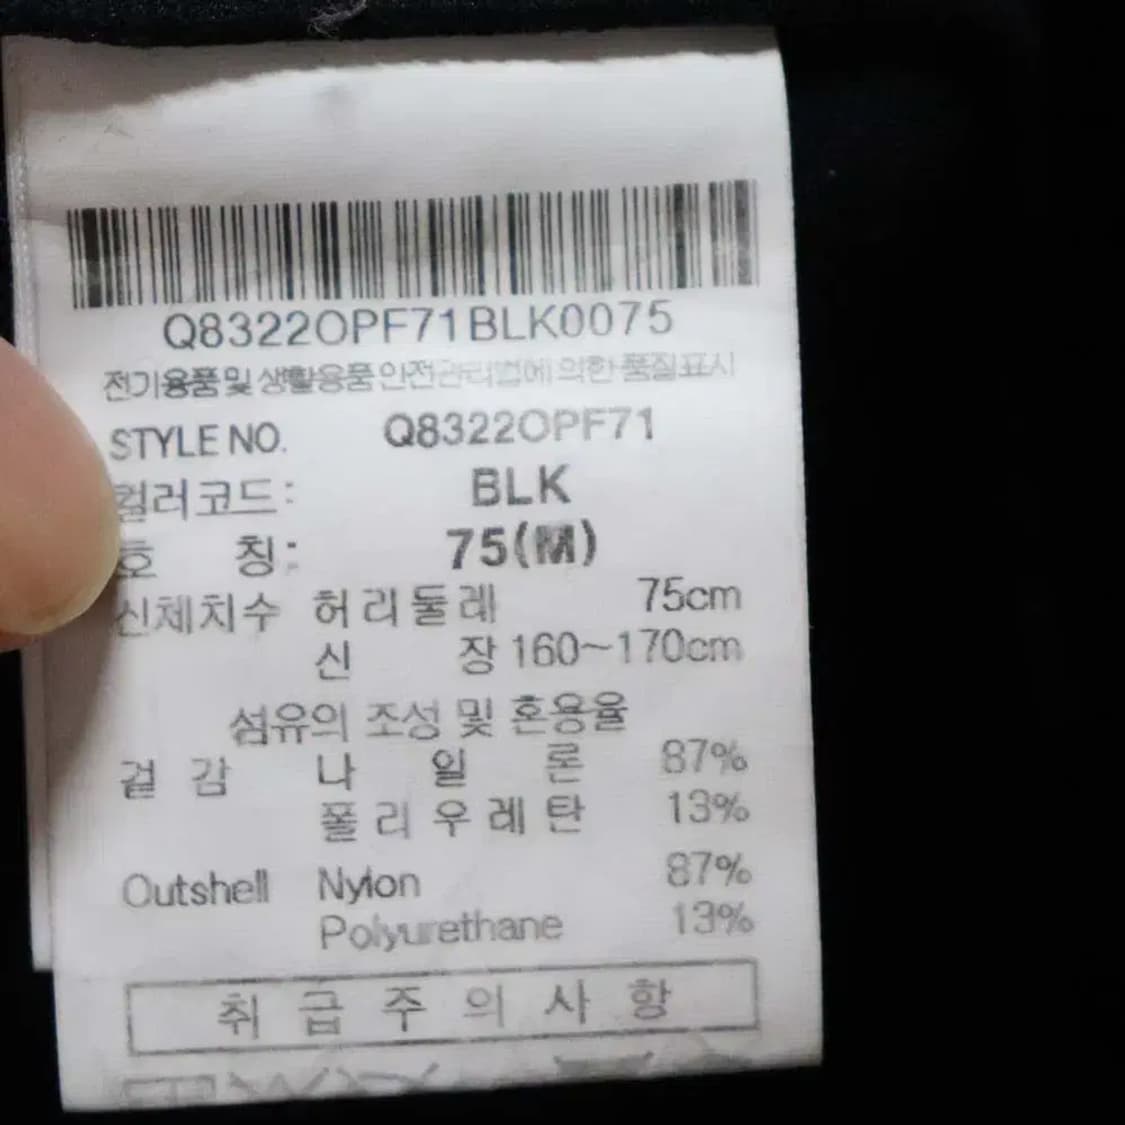 Q8322OPF71BLK0075
전기용품 및 생활용품 안전관리법에 의한 품질표시
STYLE NO. Q8322OPF71
컬러코드: BLK
호 칭: 75(M)
신체치수 허리둘레 75cm
신 장 160~170cm
섬유의 조성 및 혼용율
겉 감 나 일 론 87%
폴 리 우 레 탄 13%
Outshell Nylon 87%
Polyurethane 13%
취 급 주 의 사 항